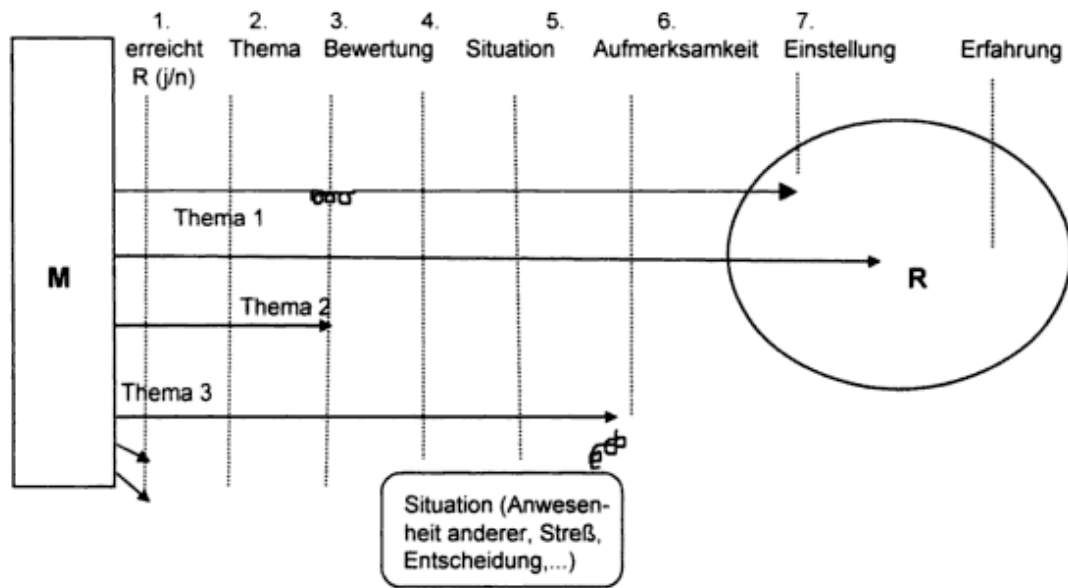 1. 2. 3. 4. 5. 6. 7.
erreicht Thema Bewertung Situation Aufmerksamkeit Einstellung Erfahrung
R (j/n)
Thema 1
M R
Thema 2
Thema 3
Situation (Anwesen-
heit anderer, Streß,
Entscheidung,...)